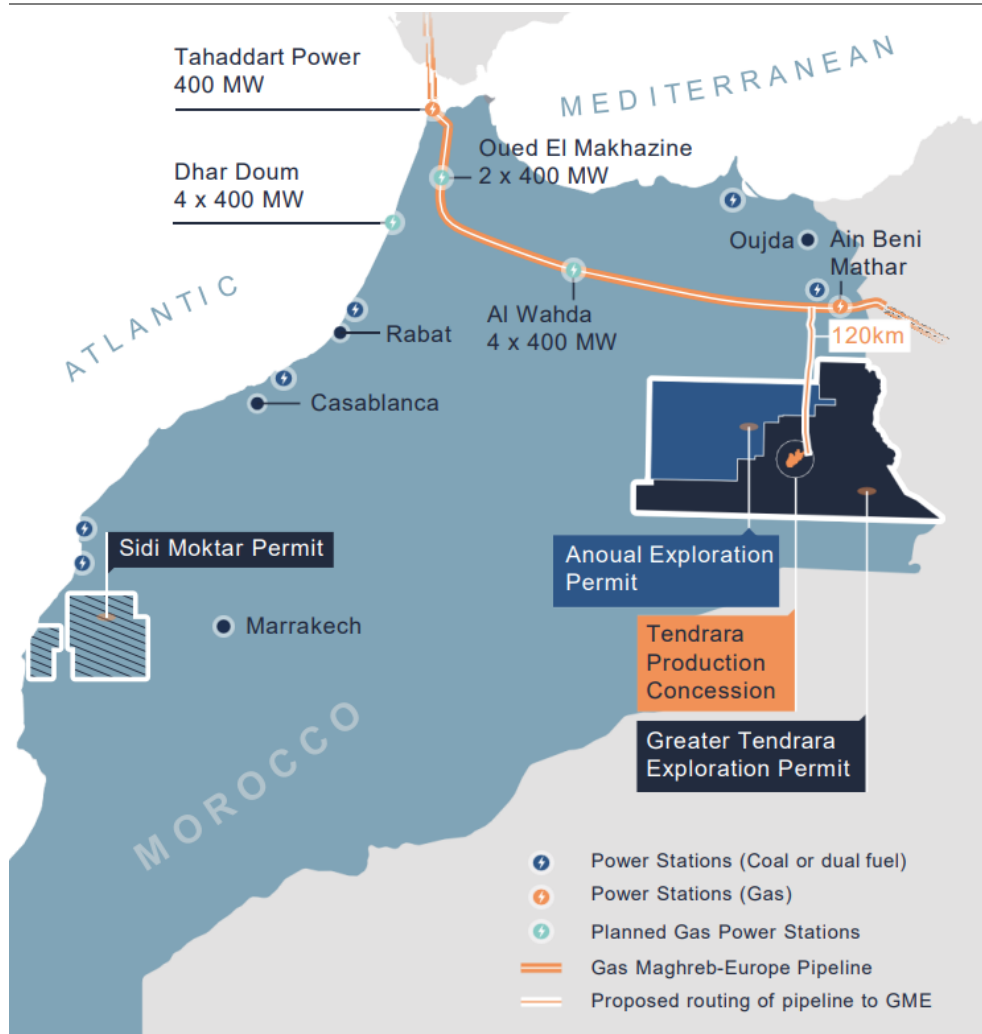 Tahaddart Power
400 MW
MEDITERRANEAN
Dhar Doum
4 x 400 MW
Oued El Makhazine
2 x 400 MW
Oujda
Ain Beni
Mathar
ATLANTIC
Al Wahda
4 x 400 MW
Rabat
120km
Casablanca
Sidi Moktar Permit
Anoual Exploration
Permit
Marrakech
Tendrara
Production
Concession
Greater Tendrara
Exploration Permit
MOROCCO
Power Stations (Coal or dual fuel)
Power Stations (Gas)
Planned Gas Power Stations
Gas Maghreb-Europe Pipeline
Proposed routing of pipeline to GME